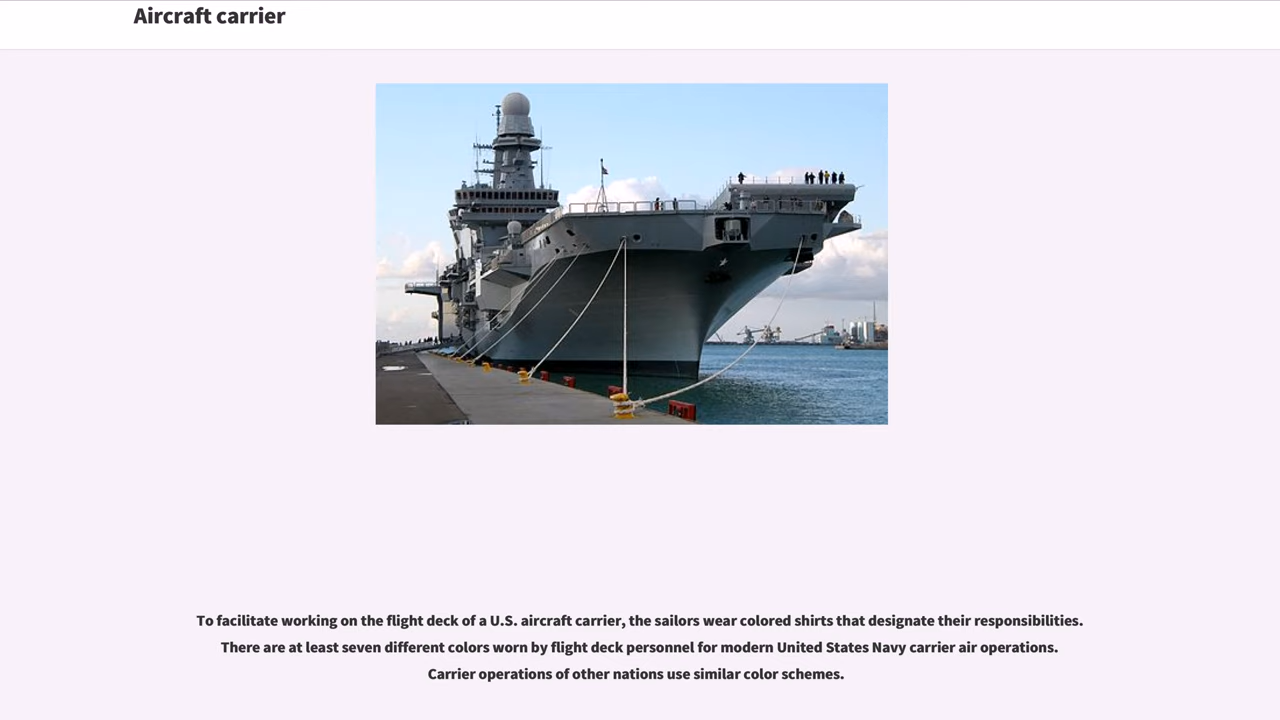 Aircraft carrier
To facilitate working on the flight deck of a U.S. aircraft carrier, the sailors wear colored shirts that designate their responsibilities.
There are at least seven different colors worn by flight deck personnel for modern United States Navy carrier air operations.
Carrier operations of other nations use similar color schemes.